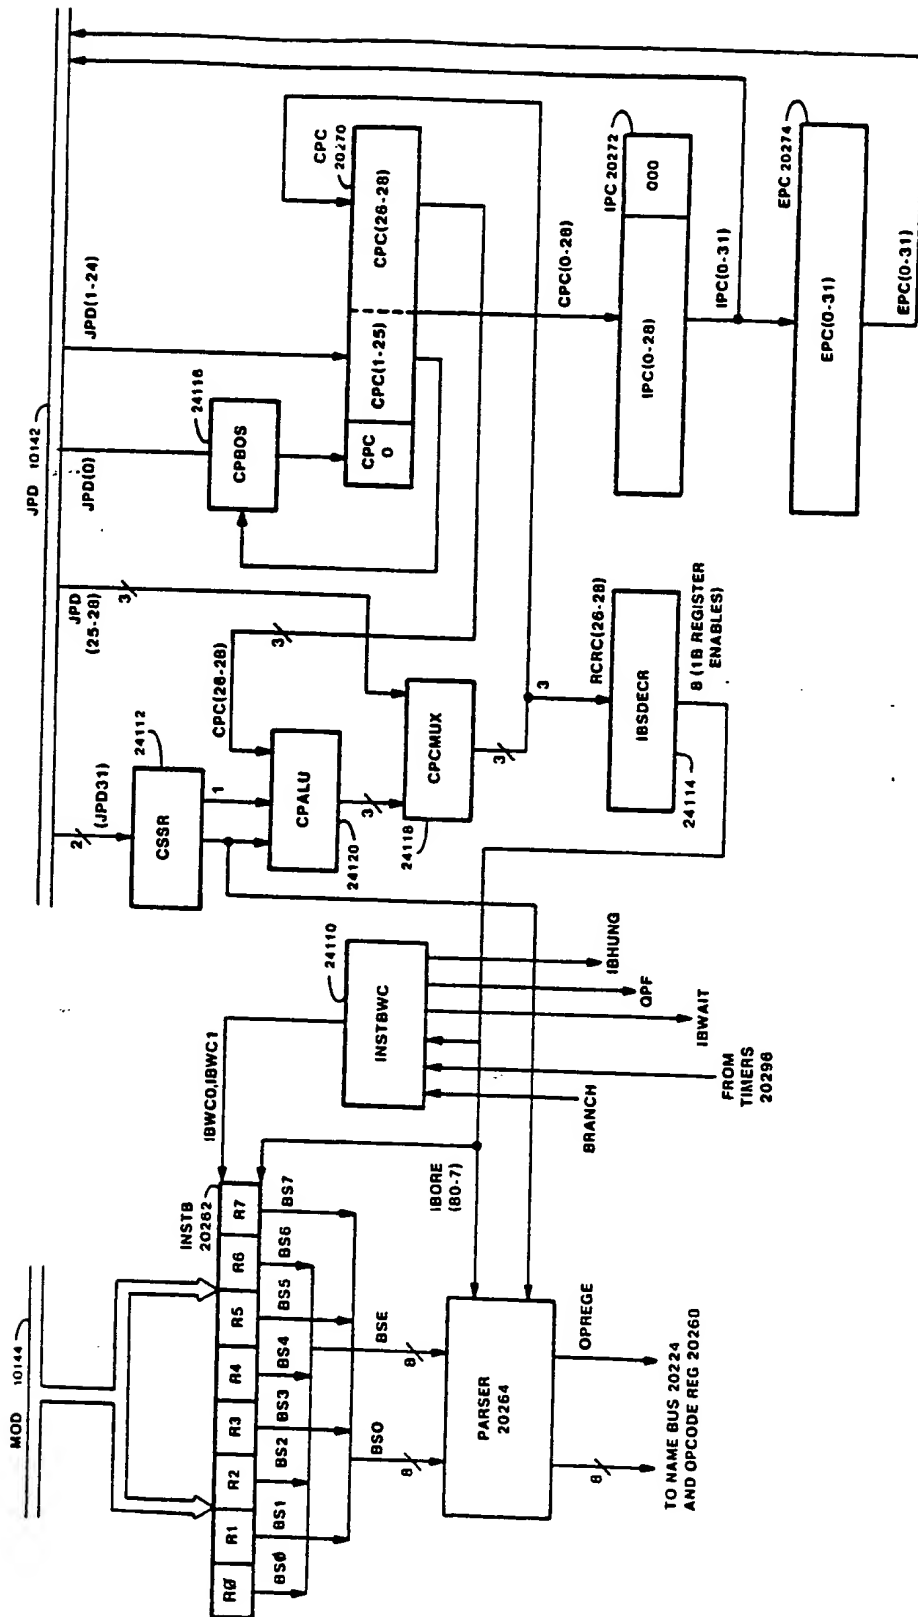 MOD 10144
JPD 10142
INSTB
20262
RØ
R1
R2
R3
R4
R5
R6
R7
BSØ
BS1
BS2
BS3
BS4
BS5
BS6
BS7
BSO
BSE
8
8
PARSER
20264
8
OPREGE
TO NAME BUS 20224
AND OPCODE REG 20260
IBWC0,IBWC1
24110
INSTBWC
IBORE
(80-7)
BRANCH
FROM
TIMERS
20296
IBWAIT
QPF
IBHUNG
2
(JPD31)
24112
CSSR
1
CPC(26-28)
3
CPALU
24120
3
JPD
(25-28)
3
CPCMUX
24118
3
3
RCRC(26-28)
IBSDECR
24114
8 (1B REGISTER
ENABLES)
JPD(0)
24116
CPBOS
JPD(1-24)
CPC
20270
CPC
0
CPC(1-25)
CPC(26-28)
CPC(0-28)
IPC 20272
IPC(0-28)
000
IPC(0-31)
EPC 20274
EPC(0-31)
EPC(0-31)